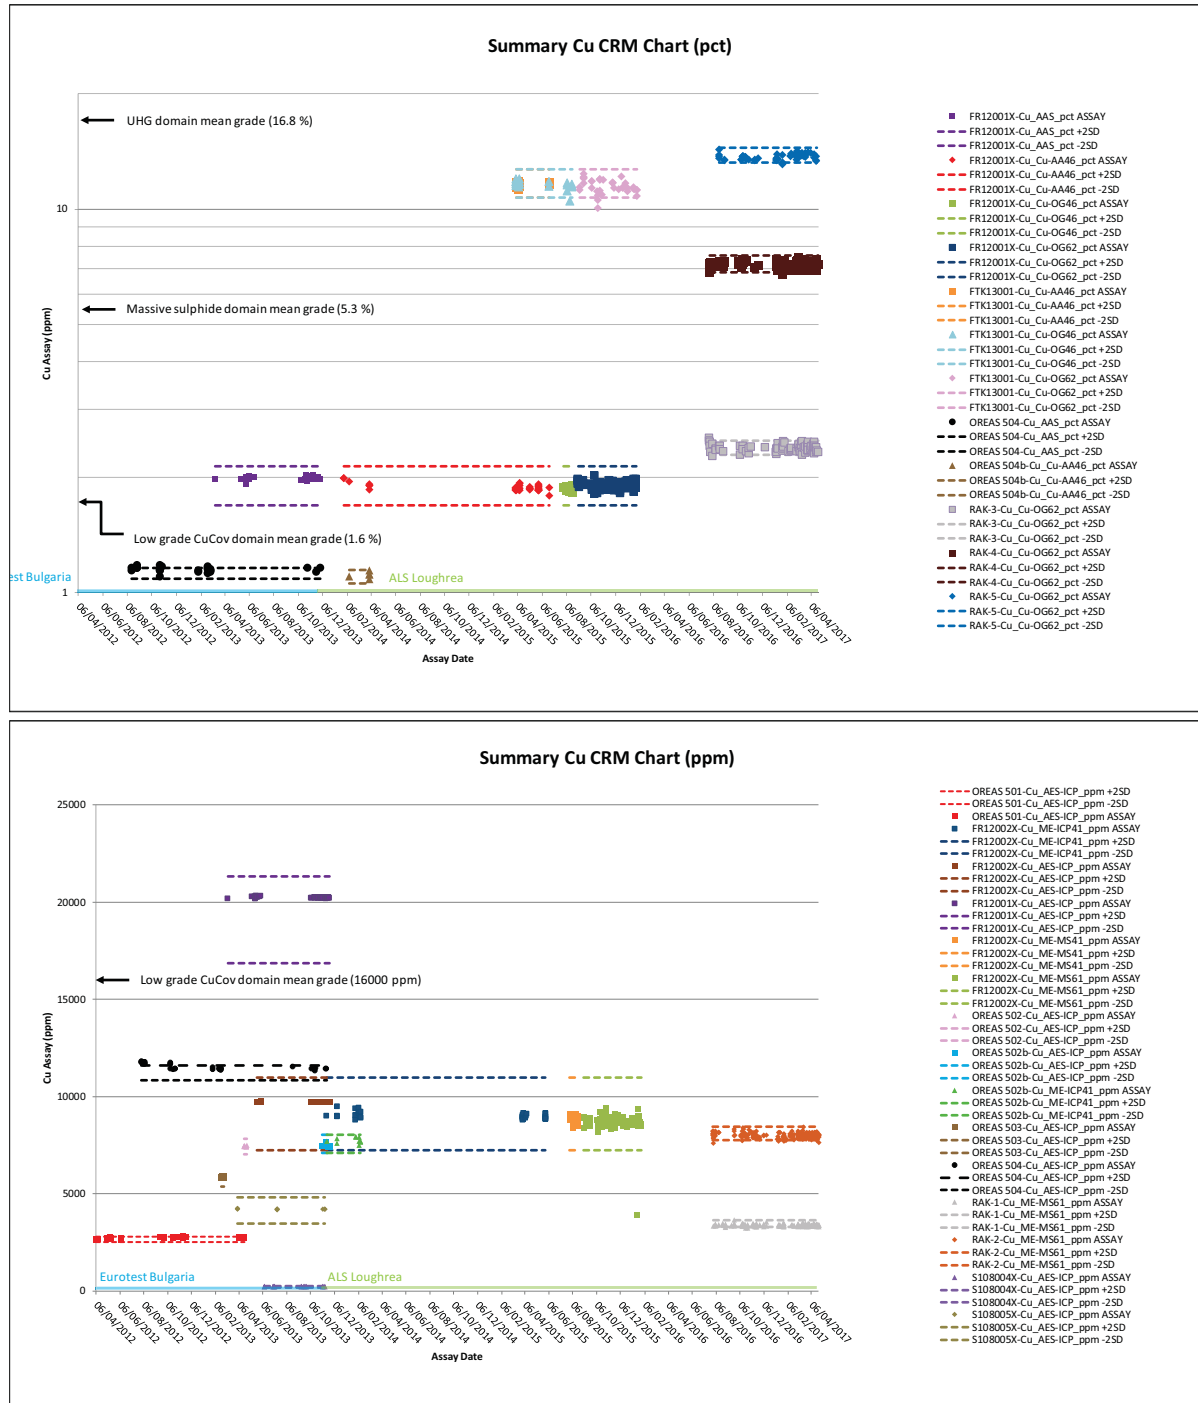 Summary Cu CRM Chart (pct)
UHG domain mean grade (16.8 %)
10
Massive sulphide domain mean grade (5.3 %)
Cu Assay (ppm)
Low grade CuCov domain mean grade (1.6 %)
est Bulgaria
ALS Loughrea
1
06/04/2012
06/06/2012
06/08/2012
06/10/2012
06/12/2012
06/02/2013
06/04/2013
06/06/2013
06/08/2013
06/10/2013
06/12/2013
06/02/2014
06/04/2014
06/06/2014
06/08/2014
06/10/2014
06/12/2014
06/02/2015
06/04/2015
06/06/2015
06/08/2015
06/10/2015
06/12/2015
06/02/2016
06/04/2016
06/06/2016
06/08/2016
06/10/2016
06/12/2016
06/02/2017
06/04/2017
Assay Date
FR12001X-Cu_AAS_pct ASSAY
FR12001X-Cu_AAS_pct +2SD
FR12001X-Cu_AAS_pct -2SD
FR12001X-Cu_Cu-AA46_pct ASSAY
FR12001X-Cu_Cu-AA46_pct +2SD
FR12001X-Cu_Cu-AA46_pct -2SD
FR12001X-Cu_Cu-OG46_pct ASSAY
FR12001X-Cu_Cu-OG46_pct +2SD
FR12001X-Cu_Cu-OG46_pct -2SD
FR12001X-Cu_Cu-OG62_pct ASSAY
FR12001X-Cu_Cu-OG62_pct +2SD
FR12001X-Cu_Cu-OG62_pct -2SD
FTK13001-Cu_Cu-AA46_pct ASSAY
FTK13001-Cu_Cu-AA46_pct +2SD
FTK13001-Cu_Cu-AA46_pct -2SD
FTK13001-Cu_Cu-OG46_pct ASSAY
FTK13001-Cu_Cu-OG46_pct +2SD
FTK13001-Cu_Cu-OG46_pct -2SD
FTK13001-Cu_Cu-OG62_pct ASSAY
FTK13001-Cu_Cu-OG62_pct +2SD
FTK13001-Cu_Cu-OG62_pct -2SD
OREAS 504-Cu_AAS_pct ASSAY
OREAS 504-Cu_AAS_pct +2SD
OREAS 504-Cu_AAS_pct -2SD
OREAS 504b-Cu_Cu-AA46_pct ASSAY
OREAS 504b-Cu_Cu-AA46_pct +2SD
OREAS 504b-Cu_Cu-AA46_pct -2SD
RAK-3-Cu_Cu-OG62_pct ASSAY
RAK-3-Cu_Cu-OG62_pct +2SD
RAK-3-Cu_Cu-OG62_pct -2SD
RAK-4-Cu_Cu-OG62_pct ASSAY
RAK-4-Cu_Cu-OG62_pct +2SD
RAK-4-Cu_Cu-OG62_pct -2SD
RAK-5-Cu_Cu-OG62_pct ASSAY
RAK-5-Cu_Cu-OG62_pct +2SD
RAK-5-Cu_Cu-OG62_pct -2SD
Summary Cu CRM Chart (ppm)
25000
20000
Low grade CuCov domain mean grade (16000 ppm)
15000
Cu Assay (ppm)
10000
5000
Eurotest Bulgaria
ALS Loughrea
0
06/04/2012
06/06/2012
06/08/2012
06/10/2012
06/12/2012
06/02/2013
06/04/2013
06/06/2013
06/08/2013
06/10/2013
06/12/2013
06/02/2014
06/04/2014
06/06/2014
06/08/2014
06/10/2014
06/12/2014
06/02/2015
06/04/2015
06/06/2015
06/08/2015
06/10/2015
06/12/2015
06/02/2016
06/04/2016
06/06/2016
06/08/2016
06/10/2016
06/12/2016
06/02/2017
06/04/2017
Assay Date
OREAS 501-Cu_AES-ICP_ppm +2SD
OREAS 501-Cu_AES-ICP_ppm -2SD
OREAS 501-Cu_AES-ICP_ppm ASSAY
FR12002X-Cu_ME-ICP41_ppm ASSAY
FR12002X-Cu_ME-ICP41_ppm +2SD
FR12002X-Cu_ME-ICP41_ppm -2SD
FR12002X-Cu_AES-ICP_ppm ASSAY
FR12002X-Cu_AES-ICP_ppm +2SD
FR12002X-Cu_AES-ICP_ppm -2SD
FR12001X-Cu_AES-ICP_ppm ASSAY
FR12001X-Cu_AES-ICP_ppm +2SD
FR12001X-Cu_AES-ICP_ppm -2SD
FR12002X-Cu_ME-MS41_ppm ASSAY
FR12002X-Cu_ME-MS41_ppm +2SD
FR12002X-Cu_ME-MS41_ppm -2SD
FR12002X-Cu_ME-MS61_ppm ASSAY
FR12002X-Cu_ME-MS61_ppm +2SD
FR12002X-Cu_ME-MS61_ppm -2SD
OREAS 502-Cu_AES-ICP_ppm ASSAY
OREAS 502-Cu_AES-ICP_ppm +2SD
OREAS 502-Cu_AES-ICP_ppm -2SD
OREAS 502b-Cu_AES-ICP_ppm ASSAY
OREAS 502b-Cu_AES-ICP_ppm +2SD
OREAS 502b-Cu_AES-ICP_ppm -2SD
OREAS 502b-Cu_ME-ICP41_ppm ASSAY
OREAS 502b-Cu_ME-ICP41_ppm +2SD
OREAS 502b-Cu_ME-ICP41_ppm -2SD
OREAS 503-Cu_AES-ICP_ppm ASSAY
OREAS 503-Cu_AES-ICP_ppm +2SD
OREAS 503-Cu_AES-ICP_ppm -2SD
OREAS 504-Cu_AES-ICP_ppm ASSAY
OREAS 504-Cu_AES-ICP_ppm +2SD
OREAS 504-Cu_AES-ICP_ppm -2SD
RAK-1-Cu_ME-MS61_ppm ASSAY
RAK-1-Cu_ME-MS61_ppm +2SD
RAK-1-Cu_ME-MS61_ppm -2SD
RAK-2-Cu_ME-MS61_ppm ASSAY
RAK-2-Cu_ME-MS61_ppm +2SD
RAK-2-Cu_ME-MS61_ppm -2SD
S108004X-Cu_AES-ICP_ppm ASSAY
S108004X-Cu_AES-ICP_ppm +2SD
S108004X-Cu_AES-ICP_ppm -2SD
S108005X-Cu_AES-ICP_ppm ASSAY
S108005X-Cu_AES-ICP_ppm +2SD
S108005X-Cu_AES-ICP_ppm -2SD